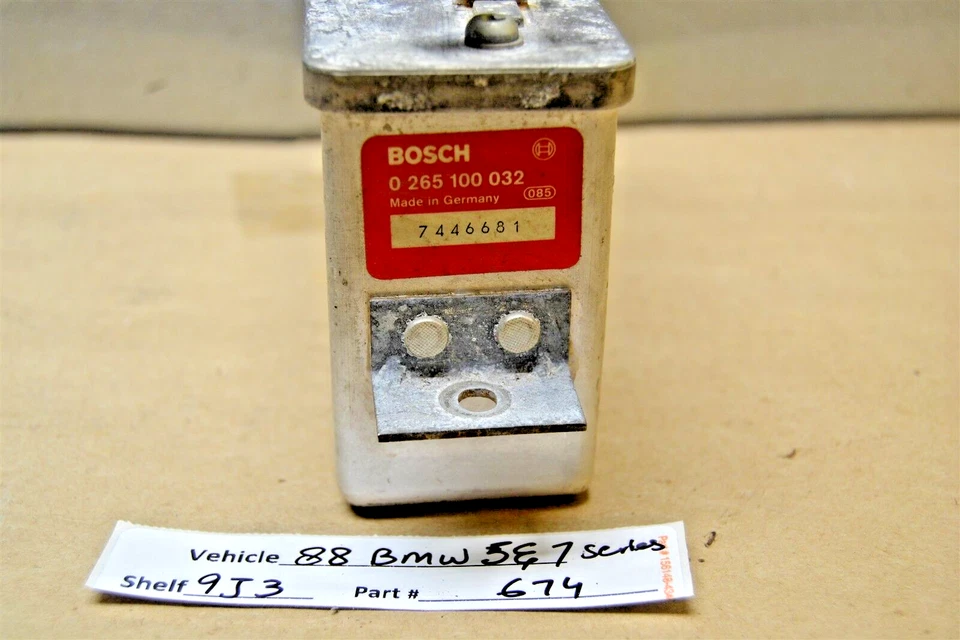 BOSCH
0 265 100 032
Made in Germany 085
7446681
Vehicle 88 BMW 5&7 series
Shelf 9J3 Part # 674